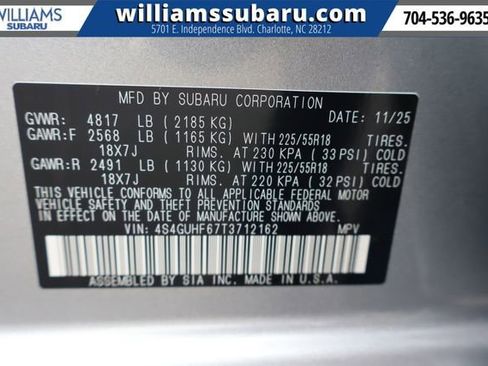 WILLIAMS
SUBARU
williamssubaru.com
5701 E. Independence Blvd. Charlotte, NC 28212
704-536-9635
MFD BY SUBARU CORPORATION
GVWR: 4817 LB (2185 KG) DATE: 11/25
GAWR:F 2568 LB (1165 KG) WITH 225/55R18 TIRES.
18X7J RIMS. AT 230 KPA (33 PSI) COLD
GAWR:R 2491 LB (1130 KG) WITH 225/55R18 TIRES.
18X7J RIMS. AT 220 KPA (32 PSI) COLD
THIS VEHICLE CONFORMS TO ALL APPLICABLE FEDERAL MOTOR
VEHICLE SAFETY AND THEFT PREVENTION STANDARDS
IN EFFECT ON THE DATE OF MANUFACTURE SHOWN ABOVE.
VIN: 4S4GUHF67T3712162 MPV
ASSEMBLED BY SIA INC. MADE IN U.S.A.